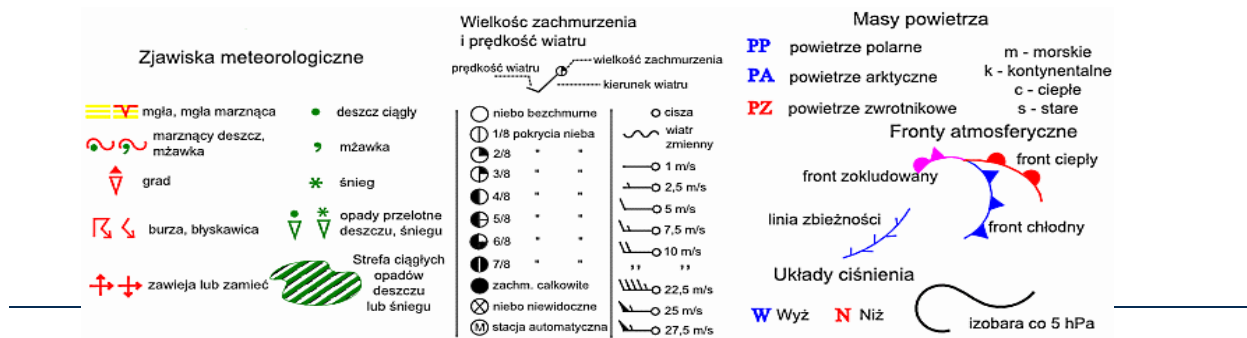 Zjawiska meteorologiczne
mgła, mgła marznąca
deszcz ciągły
marznący deszcz,
mżawka
mżawka
grad
śnieg
burza, błyskawica
opady przelotne
deszczu, śniegu
zawieja lub zamieć
Strefa ciągłych
opadów
deszczu
lub śniegu
Wielkośc zachmurzenia
i prędkość wiatru
prędkość wiatru
wielkość zachmurzenia
kierunek wiatru
niebo bezchmurne
1/8 pokrycia nieba
2/8 " "
3/8 " "
4/8 " "
5/8 " "
6/8 " "
7/8 " "
zachm. calkowite
niebo niewidoczne
M stacja automatyczna
cisza
wiatr
zmienny
1 m/s
2,5 m/s
5 m/s
7,5 m/s
10 m/s
,, ,,
22,5 m/s
25 m/s
27,5 m/s
Masy powietrza
PP powietrze polarne
PA powietrze arktyczne
PZ powietrze zwrotnikowe
m - morskie
k - kontynentalne
c - ciepłe
s - stare
Fronty atmosferyczne
front ciepły
front zokludowany
linia zbieżności
front chłodny
Układy ciśnienia
W Wyż N Niż
izobara co 5 hPa